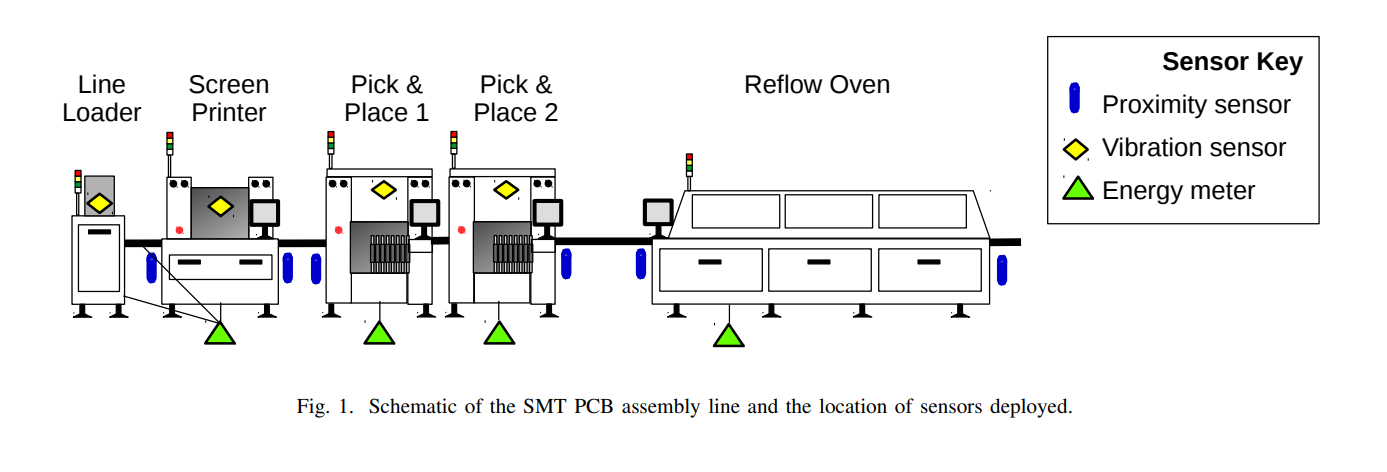 Line
Loader
Screen
Printer
Pick &
Place 1
Pick &
Place 2
Reflow Oven
Sensor Key
Proximity sensor
Vibration sensor
Energy meter
Fig. 1. Schematic of the SMT PCB assembly line and the location of sensors deployed.